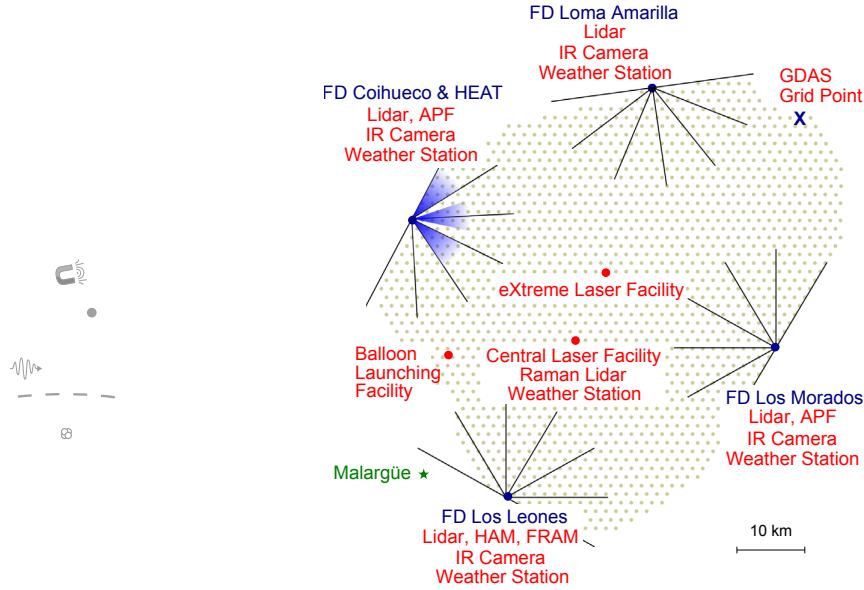 FD Loma Amarilla
Lidar
IR Camera
Weather Station
GDAS
Grid Point
X
FD Coihueco & HEAT
Lidar, APF
IR Camera
Weather Station
eXtreme Laser Facility
Balloon
Launching
Facility
Central Laser Facility
Raman Lidar
Weather Station
FD Los Morados
Lidar, APF
IR Camera
Weather Station
Malargüe
FD Los Leones
Lidar, HAM, FRAM
IR Camera
Weather Station
10 km